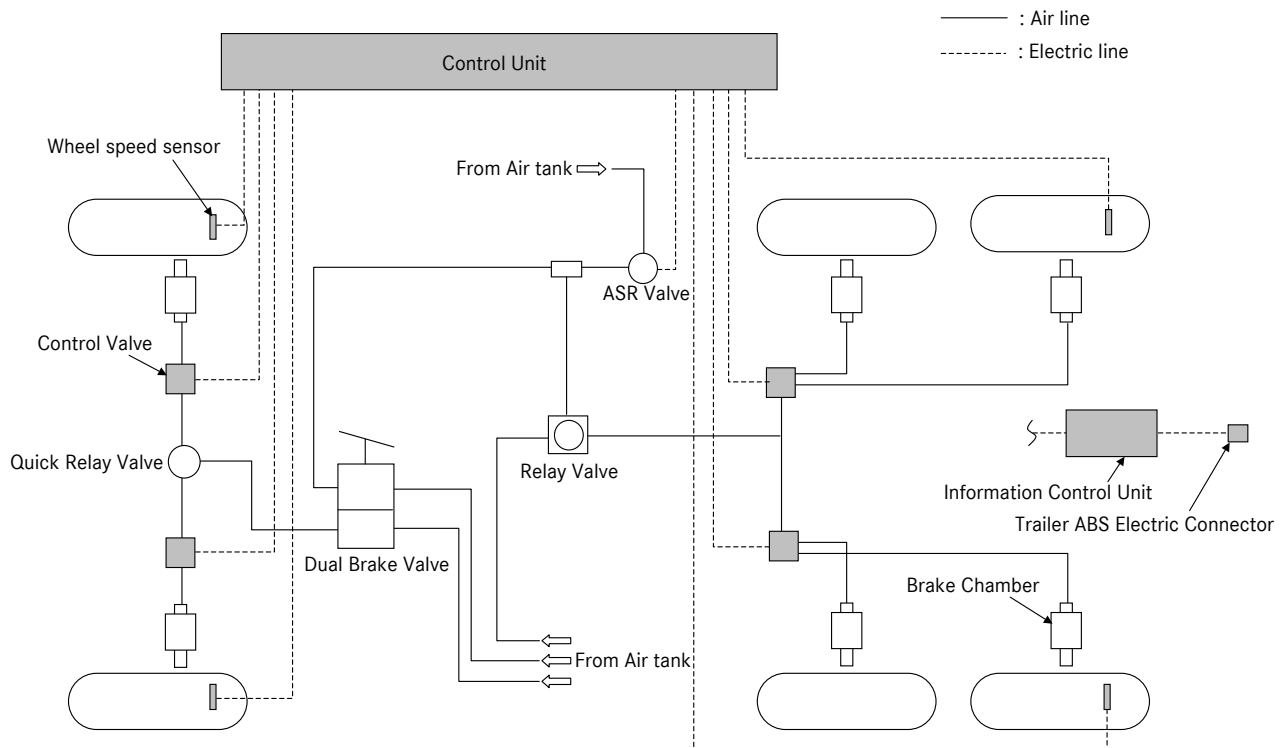 : Air line
: Electric line
Control Unit
Wheel speed sensor
From Air tank
ASR Valve
Control Valve
Quick Relay Valve
Relay Valve
Dual Brake Valve
Information Control Unit
Trailer ABS Electric Connector
Brake Chamber
From Air tank